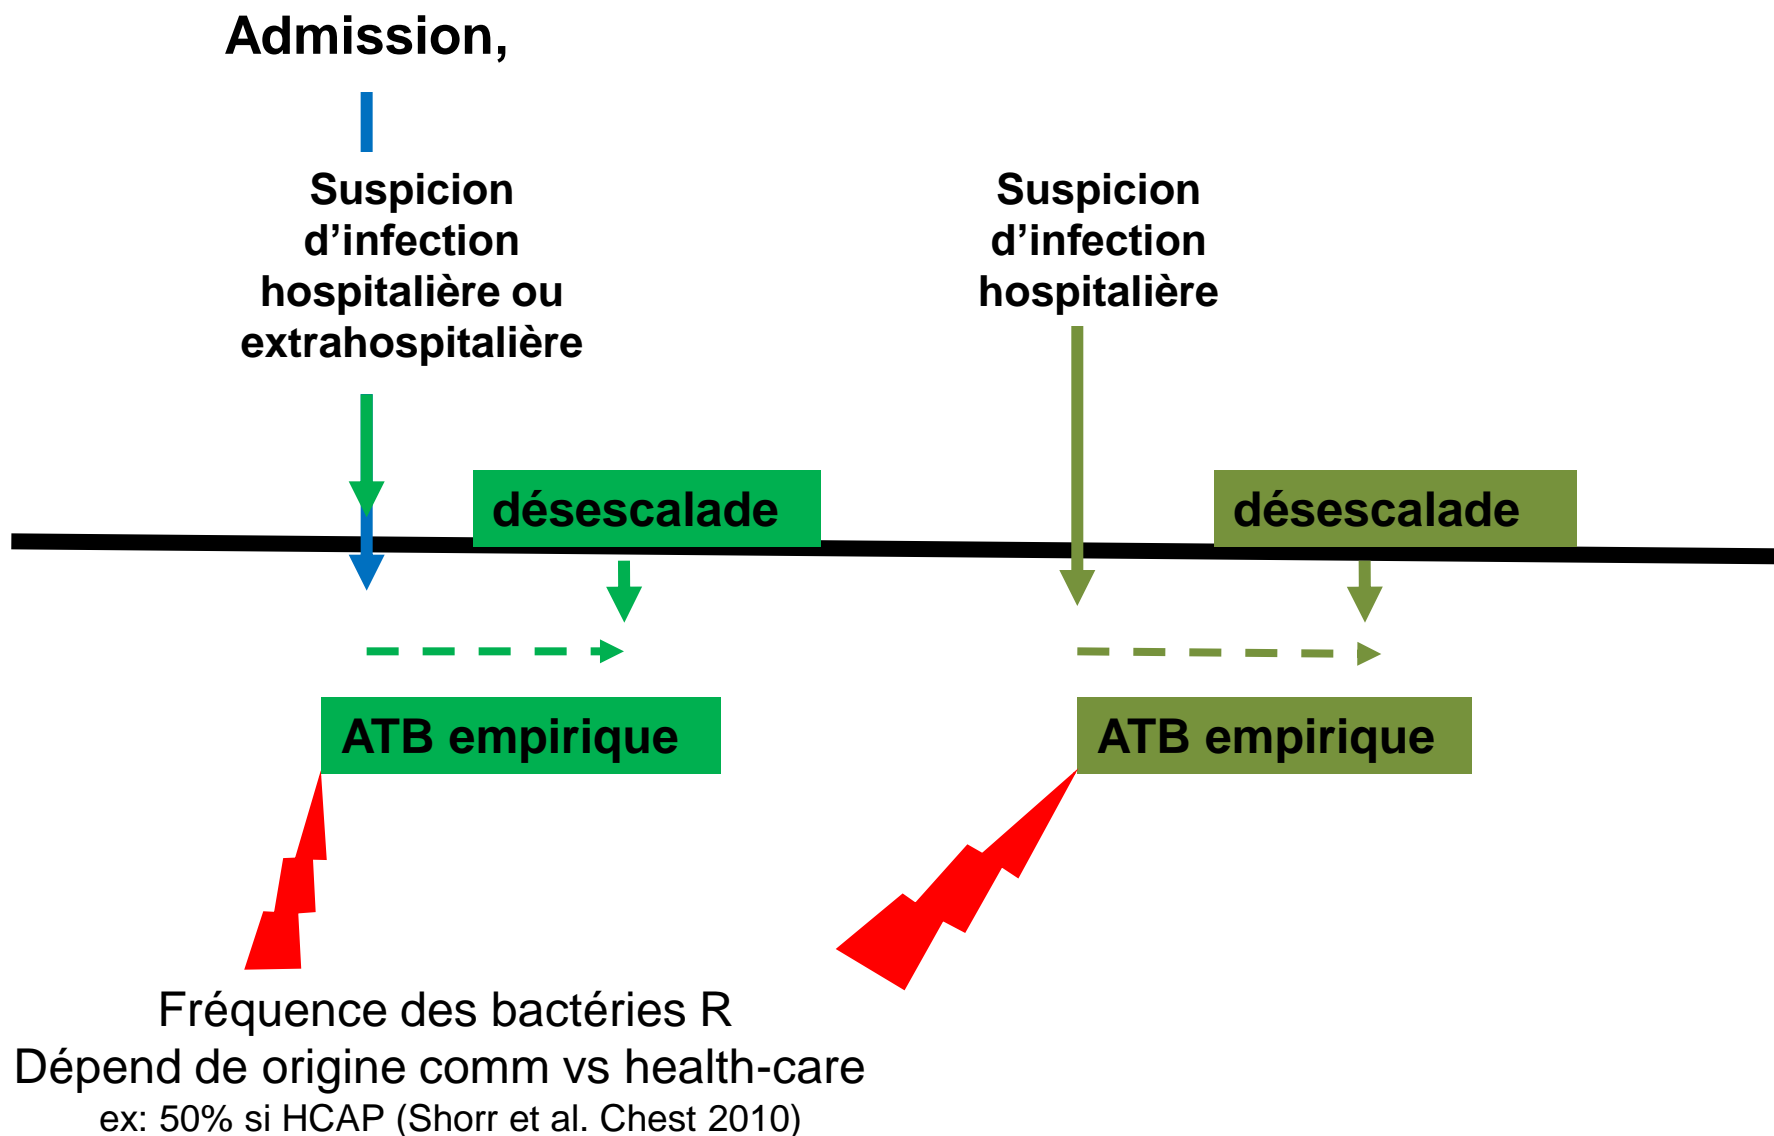 Admission,
Suspicion
d’infection
hospitalière ou
extrahospitalière
Suspicion
d’infection
hospitalière
désescalade
désescalade
ATB empirique
ATB empirique
Fréquence des bactéries R
Dépend de origine comm vs health-care
ex: 50% si HCAP (Shorr et al. Chest 2010)